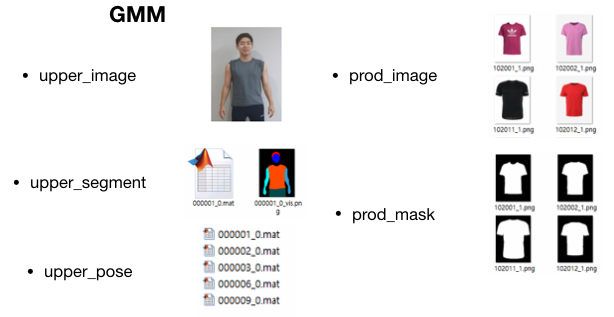 GMM
• upper_image
000001_0.mat
000001_0_vis.pn
g
• upper_segment
• upper_pose
000001_0.mat
000002_0.mat
000003_0.mat
000006_0.mat
000009_0.mat
• prod_image
102001_1.png
102002_1.png
102011_1.png
102012_1.png
• prod_mask
102001_1.png
102002_1.png
102011_1.png
102012_1.png